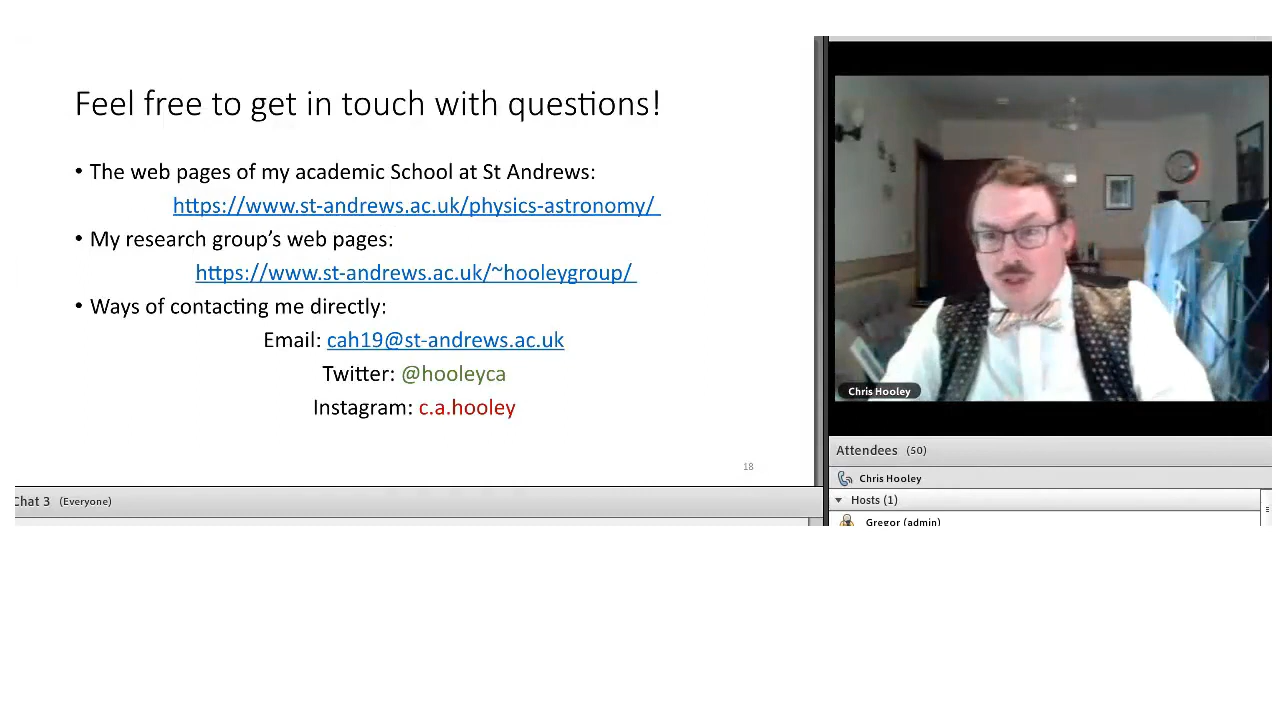 Feel free to get in touch with questions!
• The web pages of my academic School at St Andrews:
https://www.st-andrews.ac.uk/physics-astronomy/
• My research group’s web pages:
https://www.st-andrews.ac.uk/~hooleygroup/
• Ways of contacting me directly:
Email: cah19@st-andrews.ac.uk
Twitter: @hooleyca
Instagram: c.a.hooley
18
Chat 3 (Everyone)
Chris Hooley
Attendees (50)
Chris Hooley
Hosts (1)
Gregor (admin)